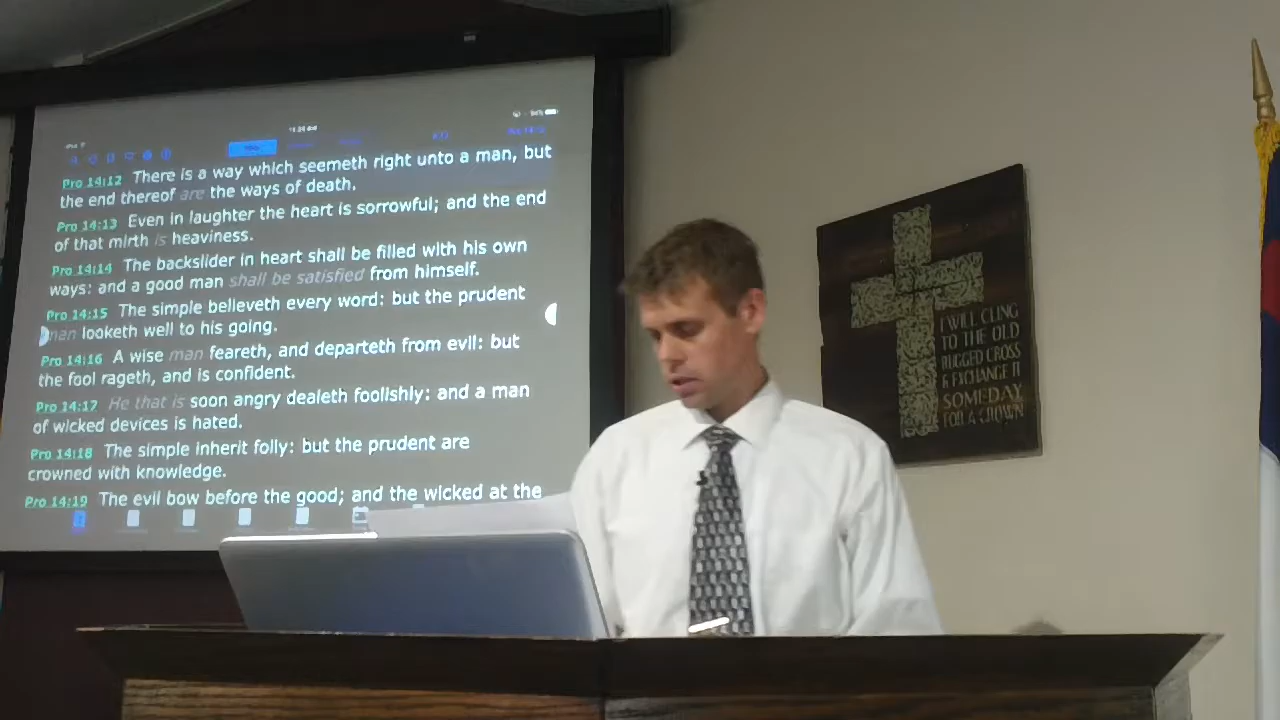 94%
Pro 14:12 There is a way which seemeth right unto a man, but
the end thereof are the ways of death.
Pro 14:13 Even in laughter the heart is sorrowful; and the end
of that mirth is heaviness.
Pro 14:14 The backslider in heart shall be filled with his own
ways: and a good man shall be satisfied from himself.
Pro 14:15 The simple believeth every word: but the prudent
man looketh well to his going.
Pro 14:16 A wise man feareth, and departeth from evil: but
the fool rageth, and is confident.
Pro 14:17 He that is soon angry dealeth foolishly: and a man
of wicked devices is hated.
Pro 14:18 The simple inherit folly: but the prudent are
crowned with knowledge.
Pro 14:19 The evil bow before the good; and the wicked at the
I WILL CLING
TO THE OLD
RUGGED CROSS
& EXCHANGE IT
SOMEDAY
FOR A CROWN